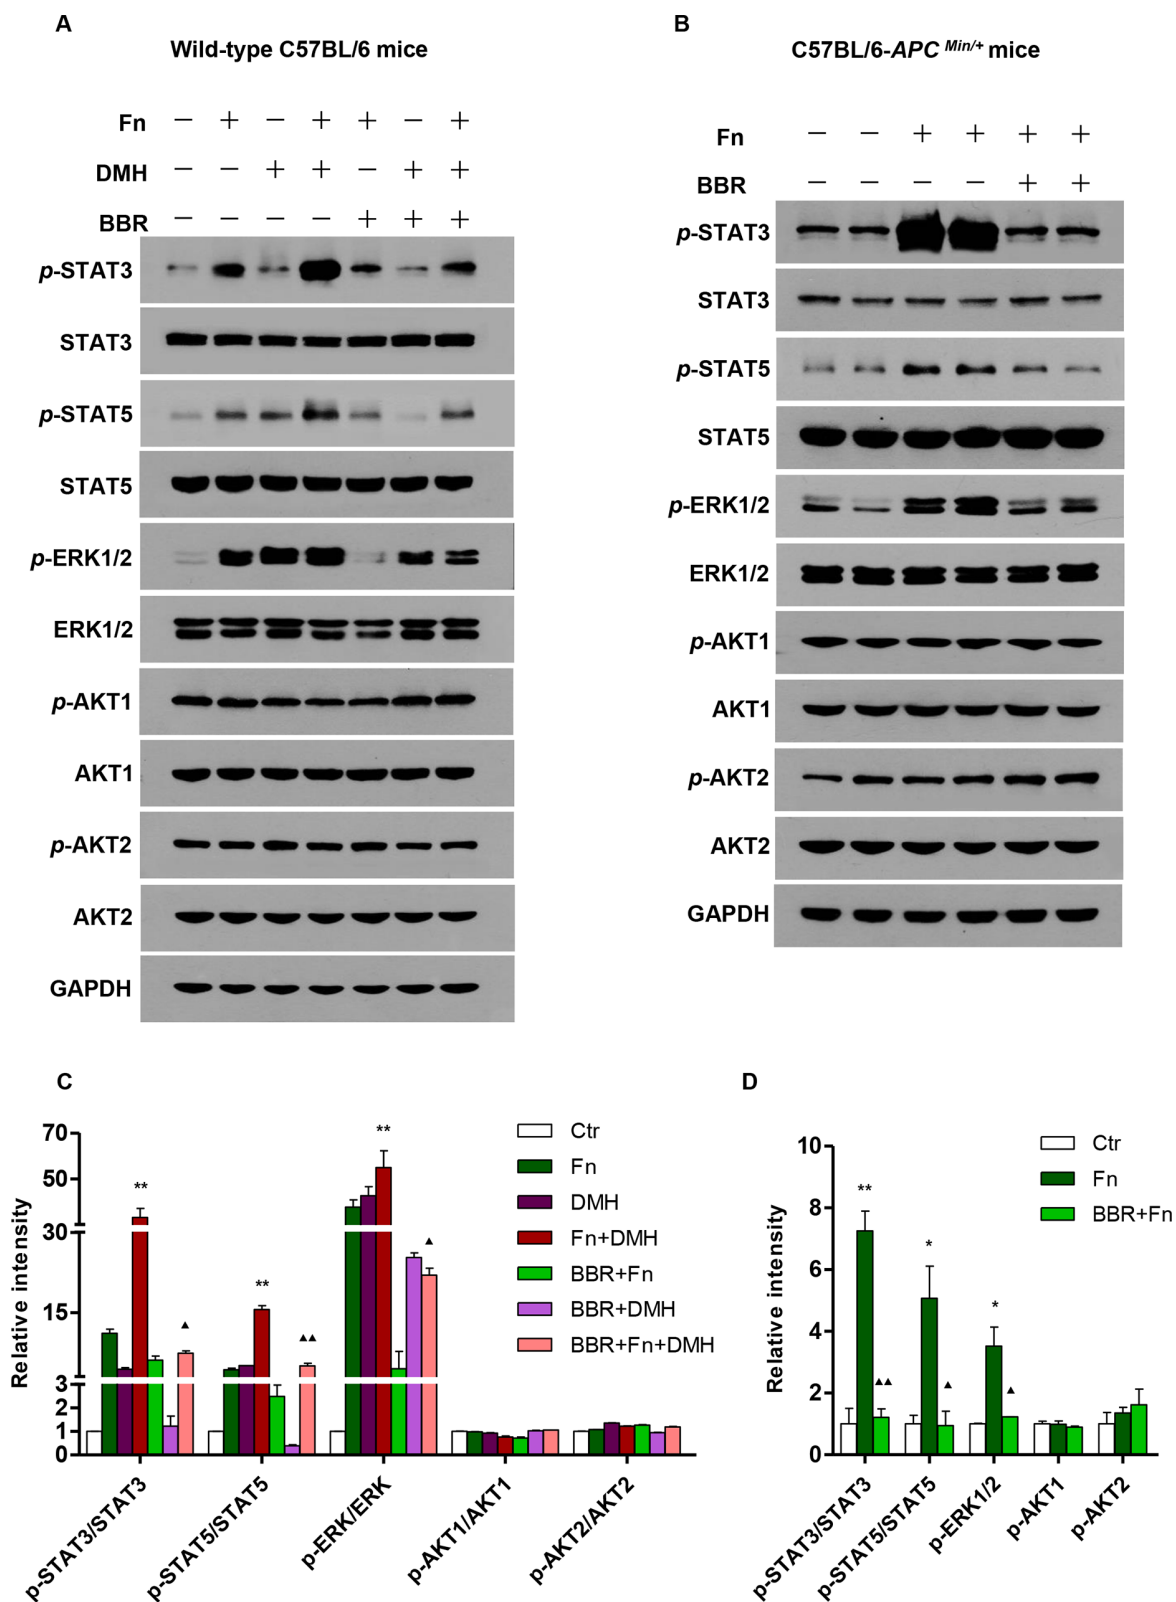 A
Wild-type C57BL/6 mice
Fn − + − + + − +
DMH − − + + − + +
BBR − − − − + + +
p-STAT3
STAT3
p-STAT5
STAT5
p-ERK1/2
ERK1/2
p-AKT1
AKT1
p-AKT2
AKT2
GAPDH
B
C57BL/6-APC Min/+ mice
Fn − − + + + +
BBR − − − − + +
p-STAT3
STAT3
p-STAT5
STAT5
p-ERK1/2
ERK1/2
p-AKT1
AKT1
p-AKT2
AKT2
GAPDH
C
Relative intensity
70
50
30
15
3
2
1
0
**
▲
**
▲▲
**
▲
p-STAT3/STAT3
p-STAT5/STAT5
p-ERK/ERK
p-AKT1/AKT1
p-AKT2/AKT2
Ctr
Fn
DMH
Fn+DMH
BBR+Fn
BBR+DMH
BBR+Fn+DMH
D
Relative intensity
10
8
6
4
2
0
**
▲▲
*
▲
*
▲
p-STAT3/STAT3
p-STAT5/STAT5
p-ERK1/2
p-AKT1
p-AKT2
Ctr
Fn
BBR+Fn